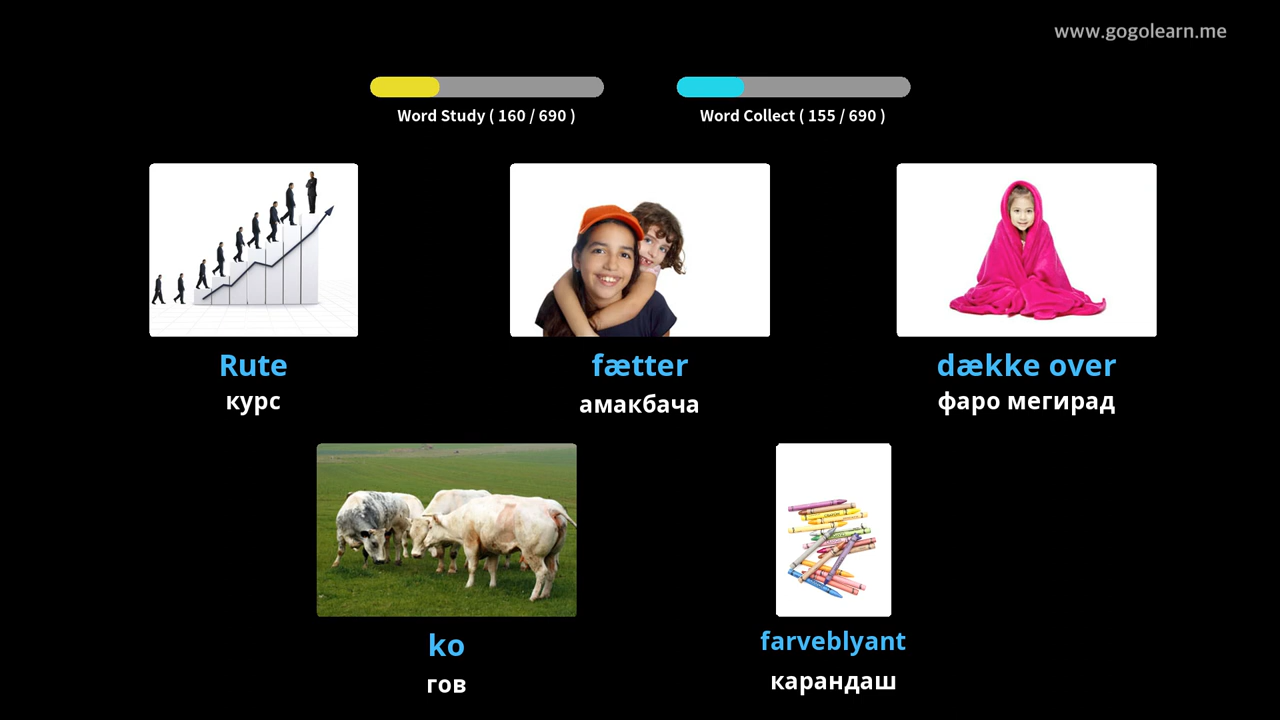 www.gogolearn.me
Word Study ( 160 / 690 )
Word Collect ( 155 / 690 )
Rute
курс
fætter
амакбача
dække over
фаро мегирад
ko
гов
farveblyant
карандаш